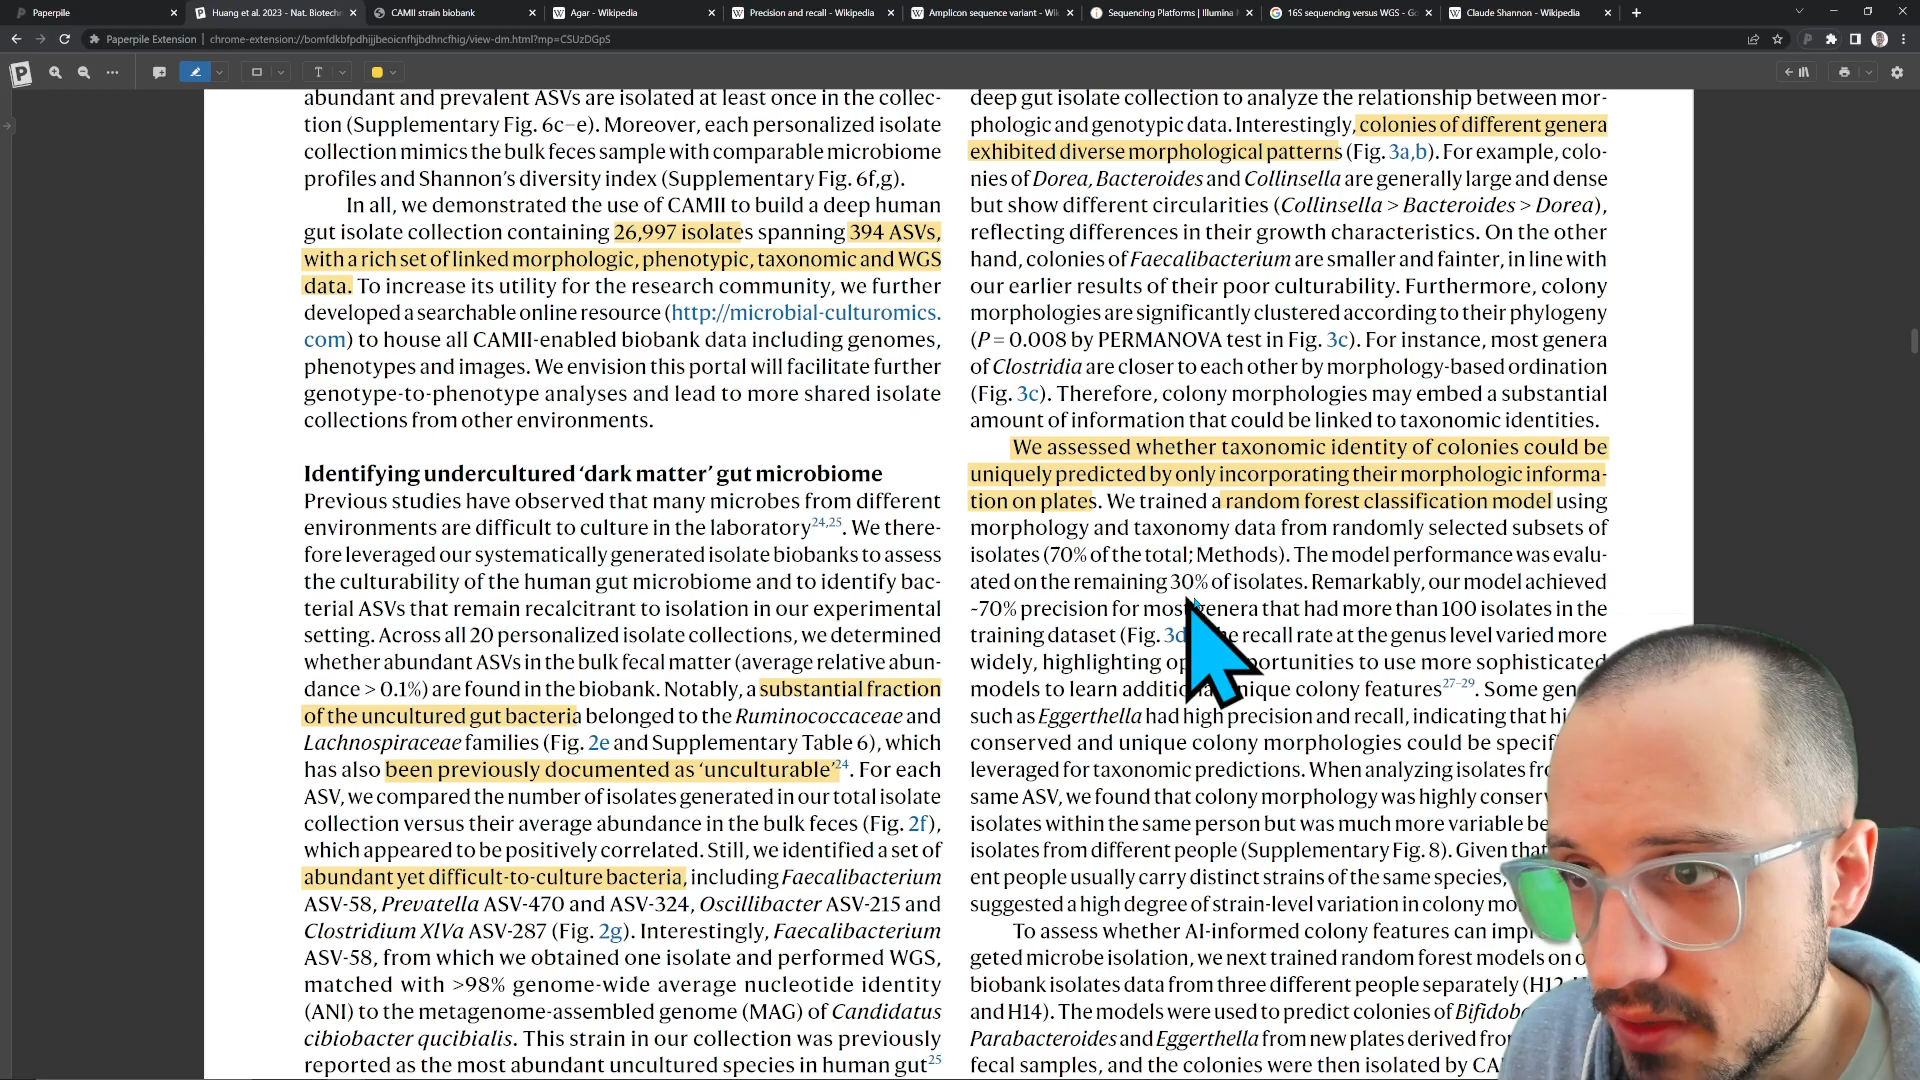 Paperpile
Huang et al. 2023 - Nat. Biotechn
CAMII strain biobank
Agar - Wikipedia
Precision and recall - Wikipedia
Amplicon sequence variant - Wi
Sequencing Platforms | Illumina
16S sequencing versus WGS - Go
Claude Shannon - Wikipedia
Paperpile Extension | chrome-extension://bomfdkbfpdhijjbeoicnfhjbdhncfhig/view-dm.html?mp=CSUzDGpS
abundant and prevalent ASVs are isolated at least once in the collec-
tion (Supplementary Fig. 6c–e). Moreover, each personalized isolate
collection mimics the bulk feces sample with comparable microbiome
profiles and Shannon's diversity index (Supplementary Fig. 6f,g).
In all, we demonstrated the use of CAMII to build a deep human
gut isolate collection containing 26,997 isolates spanning 394 ASVs,
with a rich set of linked morphologic, phenotypic, taxonomic and WGS
data. To increase its utility for the research community, we further
developed a searchable online resource (http://microbial-culturomics.
com) to house all CAMII-enabled biobank data including genomes,
phenotypes and images. We envision this portal will facilitate further
genotype-to-phenotype analyses and lead to more shared isolate
collections from other environments.
Identifying undercultured 'dark matter' gut microbiome
Previous studies have observed that many microbes from different
environments are difficult to culture in the laboratory24,25. We there-
fore leveraged our systematically generated isolate biobanks to assess
the culturability of the human gut microbiome and to identify bac-
terial ASVs that remain recalcitrant to isolation in our experimental
setting. Across all 20 personalized isolate collections, we determined
whether abundant ASVs in the bulk fecal matter (average relative abun-
dance > 0.1%) are found in the biobank. Notably, a substantial fraction
of the uncultured gut bacteria belonged to the Ruminococcaceae and
Lachnospiraceae families (Fig. 2e and Supplementary Table 6), which
has also been previously documented as 'unculturable'24. For each
ASV, we compared the number of isolates generated in our total isolate
collection versus their average abundance in the bulk feces (Fig. 2f),
which appeared to be positively correlated. Still, we identified a set of
abundant yet difficult-to-culture bacteria, including Faecalibacterium
ASV-58, Prevatella ASV-470 and ASV-324, Oscillibacter ASV-215 and
Clostridium XlVa ASV-287 (Fig. 2g). Interestingly, Faecalibacterium
ASV-58, from which we obtained one isolate and performed WGS,
matched with >98% genome-wide average nucleotide identity
(ANI) to the metagenome-assembled genome (MAG) of Candidatus
cibiobacter qucibialis. This strain in our collection was previously
reported as the most abundant uncultured species in human gut25
deep gut isolate collection to analyze the relationship between mor-
phologic and genotypic data. Interestingly, colonies of different genera
exhibited diverse morphological patterns (Fig. 3a,b). For example, colo-
nies of Dorea, Bacteroides and Collinsella are generally large and dense
but show different circularities (Collinsella > Bacteroides > Dorea),
reflecting differences in their growth characteristics. On the other
hand, colonies of Faecalibacterium are smaller and fainter, in line with
our earlier results of their poor culturability. Furthermore, colony
morphologies are significantly clustered according to their phylogeny
(P = 0.008 by PERMANOVA test in Fig. 3c). For instance, most genera
of Clostridia are closer to each other by morphology-based ordination
(Fig. 3c). Therefore, colony morphologies may embed a substantial
amount of information that could be linked to taxonomic identities.
We assessed whether taxonomic identity of colonies could be
uniquely predicted by only incorporating their morphologic informa-
tion on plates. We trained a random forest classification model using
morphology and taxonomy data from randomly selected subsets of
isolates (70% of the total; Methods). The model performance was evalu-
ated on the remaining 30% of isolates. Remarkably, our model achieved
~70% precision for most genera that had more than 100 isolates in the
training dataset (Fig. 3d recall rate at the genus level varied more
widely, highlighting opportunities to use more sophisticated
models to learn unique colony features27–29. Some
such as Eggerthella had high precision and recall, indicating that
conserved and unique colony morphologies could be
leveraged for taxonomic predictions. When analyzing isolates
same ASV, we found that colony morphology was highly
isolates within the same person but was much more variable
isolates from different people (Supplementary Fig. 8). Given that
ent people usually carry distinct strains of the same species,
suggested a high degree of strain-level variation in colony
To assess whether AI-informed colony features can
geted microbe isolation, we next trained random forest models on
biobank isolates data from three different people separately
and H14). The models were used to predict colonies of
Parabacteroides and Eggerthella from new plates derived
fecal samples, and the colonies were then isolated by